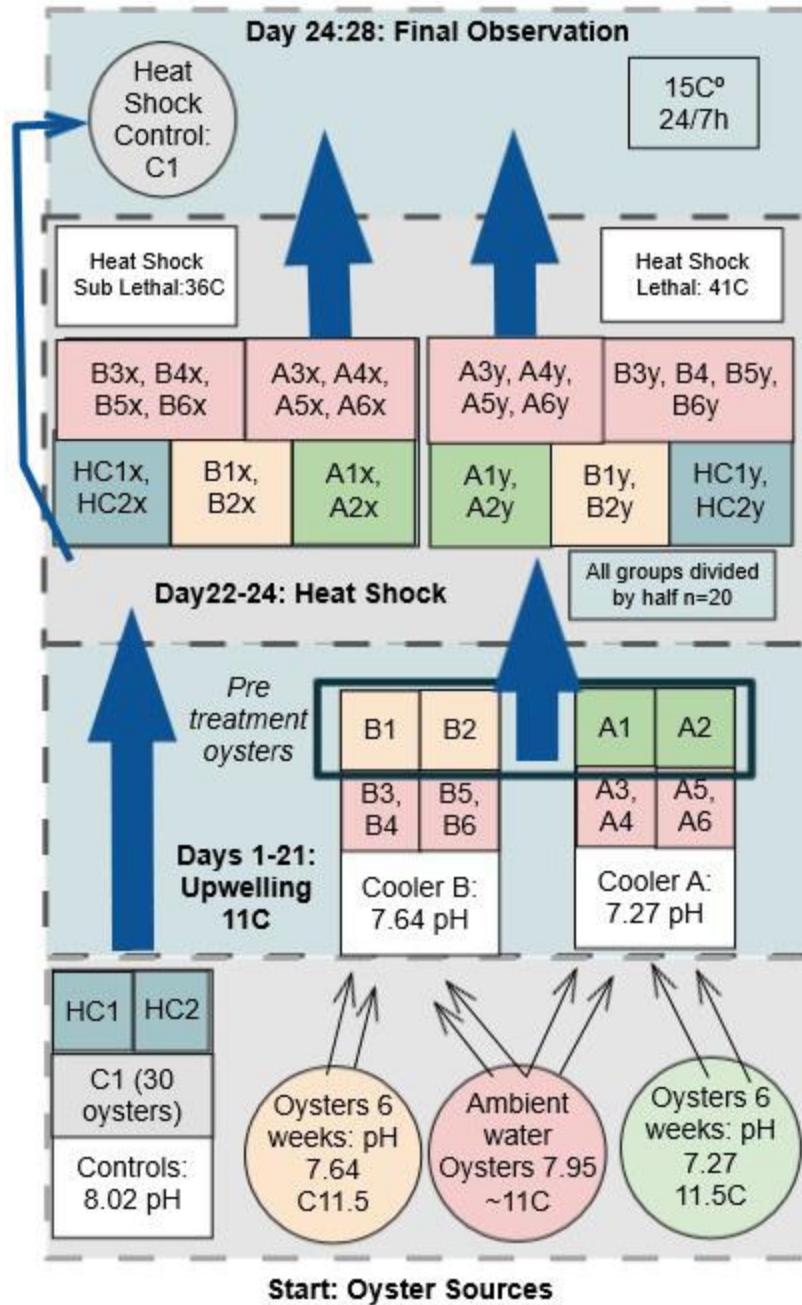 Day 24:28: Final Observation
Heat
Shock
Control:
C1
15Cº
24/7h
Heat Shock
Sub Lethal:36C
Heat Shock
Lethal: 41C
B3x, B4x,
B5x, B6x
A3x, A4x,
A5x, A6x
A3y, A4y,
A5y, A6y
B3y, B4, B5y,
B6y
HC1x,
HC2x
B1x,
B2x
A1x,
A2x
A1y,
A2y
B1y,
B2y
HC1y,
HC2y
Day22-24: Heat Shock
All groups divided
by half n=20
Pre
treatment
oysters
B1
B2
A1
A2
B3,
B4
B5,
B6
A3,
A4
A5,
A6
Days 1-21:
Upwelling
11C
Cooler B:
7.64 pH
Cooler A:
7.27 pH
HC1
HC2
C1 (30
oysters)
Controls:
8.02 pH
Oysters 6
weeks: pH
7.64
C11.5
Ambient
water
Oysters 7.95
~11C
Oysters 6
weeks: pH
7.27
11.5C
Start: Oyster Sources